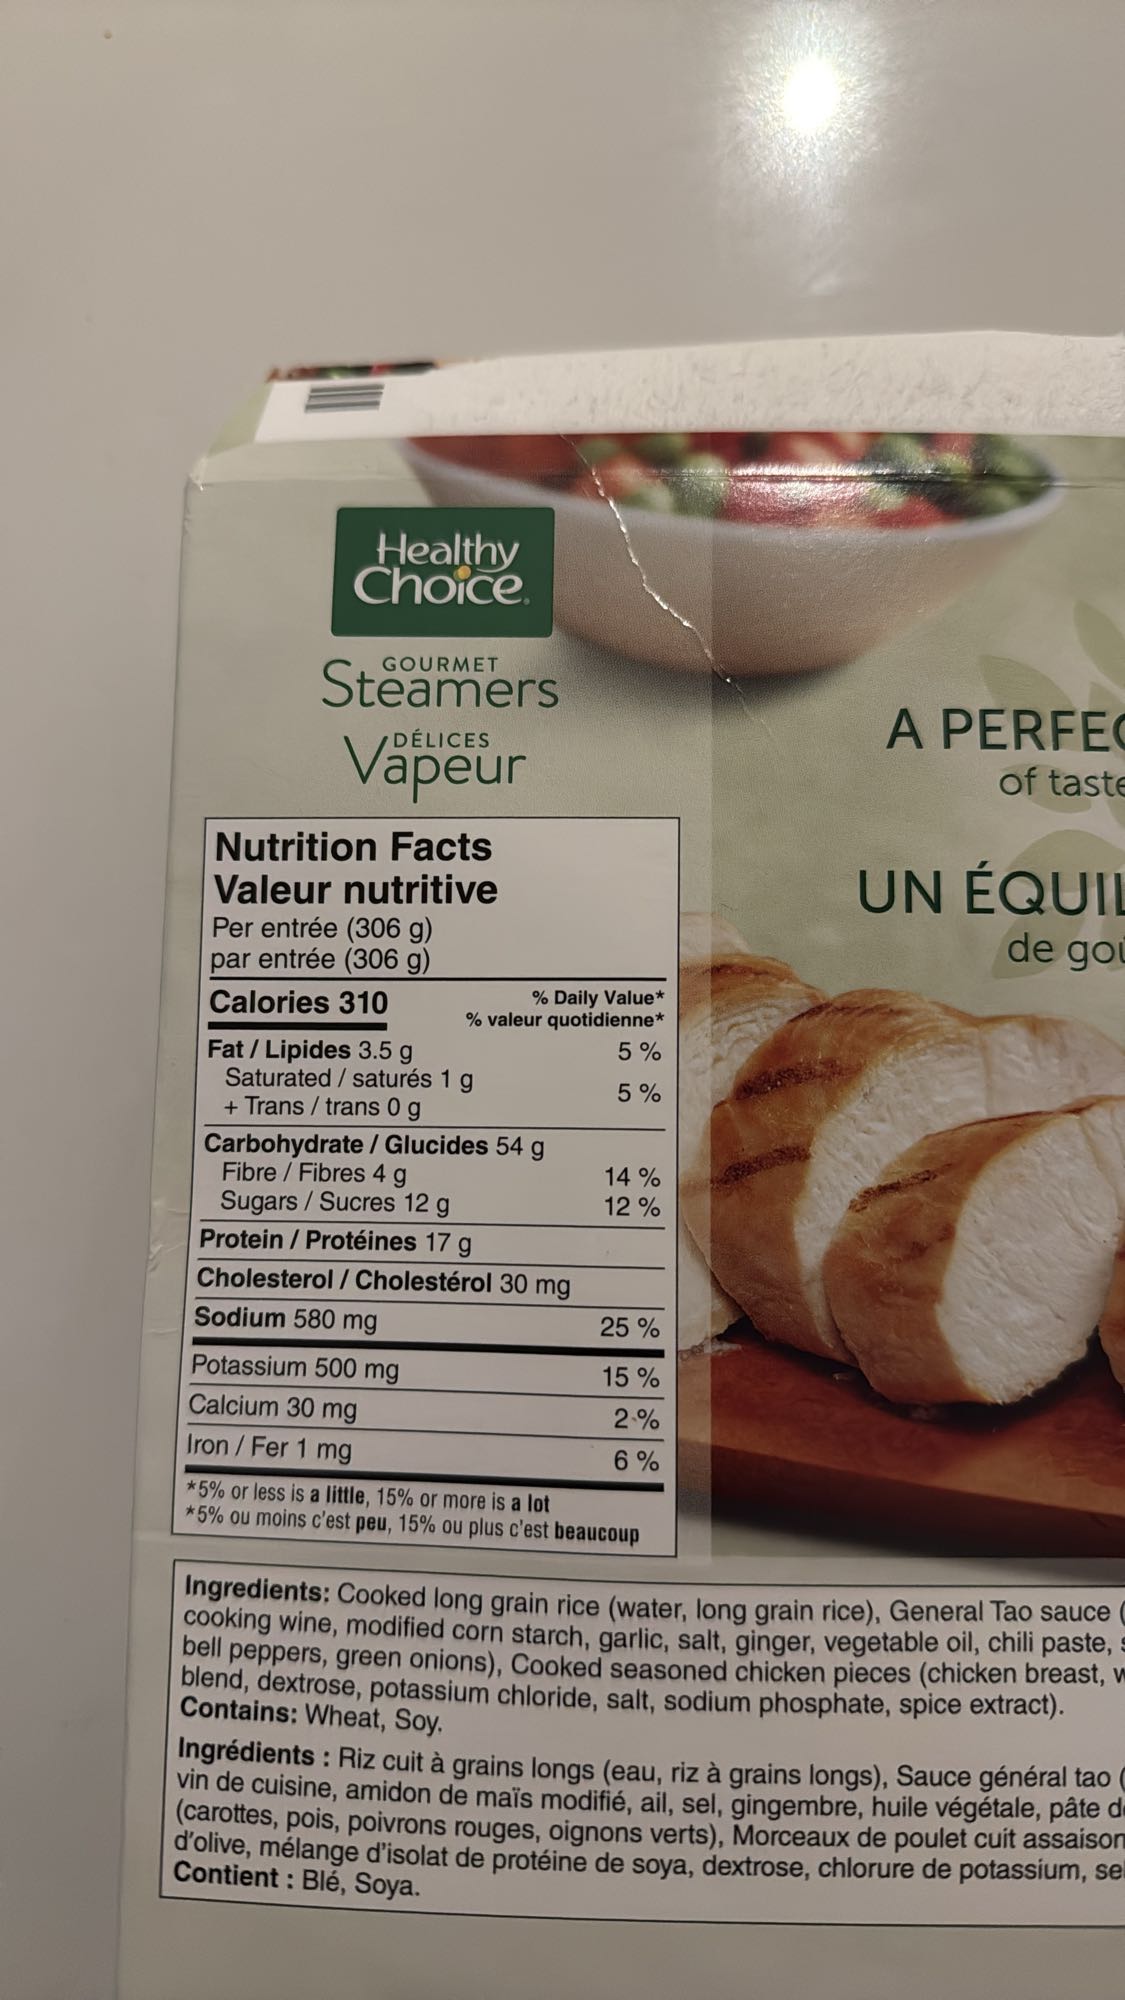 Healthy
Choice®
GOURMET
Steamers
DÉLICES
Vapeur
A PERFEC
of taste
UN ÉQUIL
de goû
Nutrition Facts
Valeur nutritive
Per entrée (306 g)
par entrée (306 g)
Calories 310 % Daily Value*
% valeur quotidienne*
Fat / Lipides 3.5 g 5 %
Saturated / saturés 1 g
+ Trans / trans 0 g 5 %
Carbohydrate / Glucides 54 g
Fibre / Fibres 4 g 14 %
Sugars / Sucres 12 g 12 %
Protein / Protéines 17 g
Cholesterol / Cholestérol 30 mg
Sodium 580 mg 25 %
Potassium 500 mg 15 %
Calcium 30 mg 2 %
Iron / Fer 1 mg 6 %
*5% or less is a little, 15% or more is a lot
*5% ou moins c'est peu, 15% ou plus c'est beaucoup
Ingredients: Cooked long grain rice (water, long grain rice), General Tao sauce (
cooking wine, modified corn starch, garlic, salt, ginger, vegetable oil, chili paste,
bell peppers, green onions), Cooked seasoned chicken pieces (chicken breast,
blend, dextrose, potassium chloride, salt, sodium phosphate, spice extract).
Contains: Wheat, Soy.
Ingrédients : Riz cuit à grains longs (eau, riz à grains longs), Sauce général tao (
vin de cuisine, amidon de maïs modifié, ail, sel, gingembre, huile végétale, pâte d
(carottes, pois, poivrons rouges, oignons verts), Morceaux de poulet cuit assaison
d'olive, mélange d'isolat de protéine de soya, dextrose, chlorure de potassium, sel
Contient : Blé, Soya.